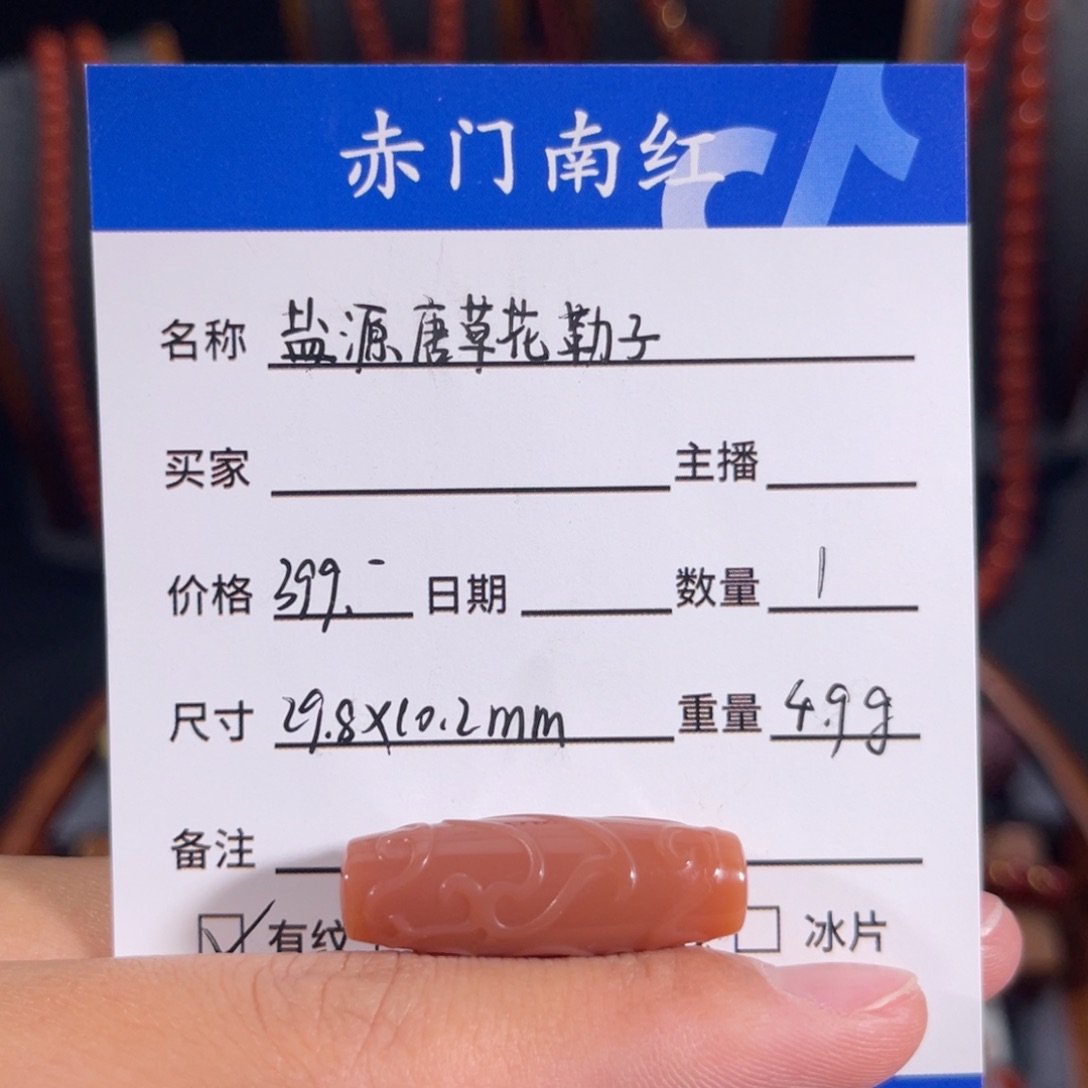 赤门南红
名称 盐源唐草花勒子
买家 主播
价格 399.- 日期 数量 1
尺寸 29.8x10.2mm 重量 4.9g
备注
有纹 冰片